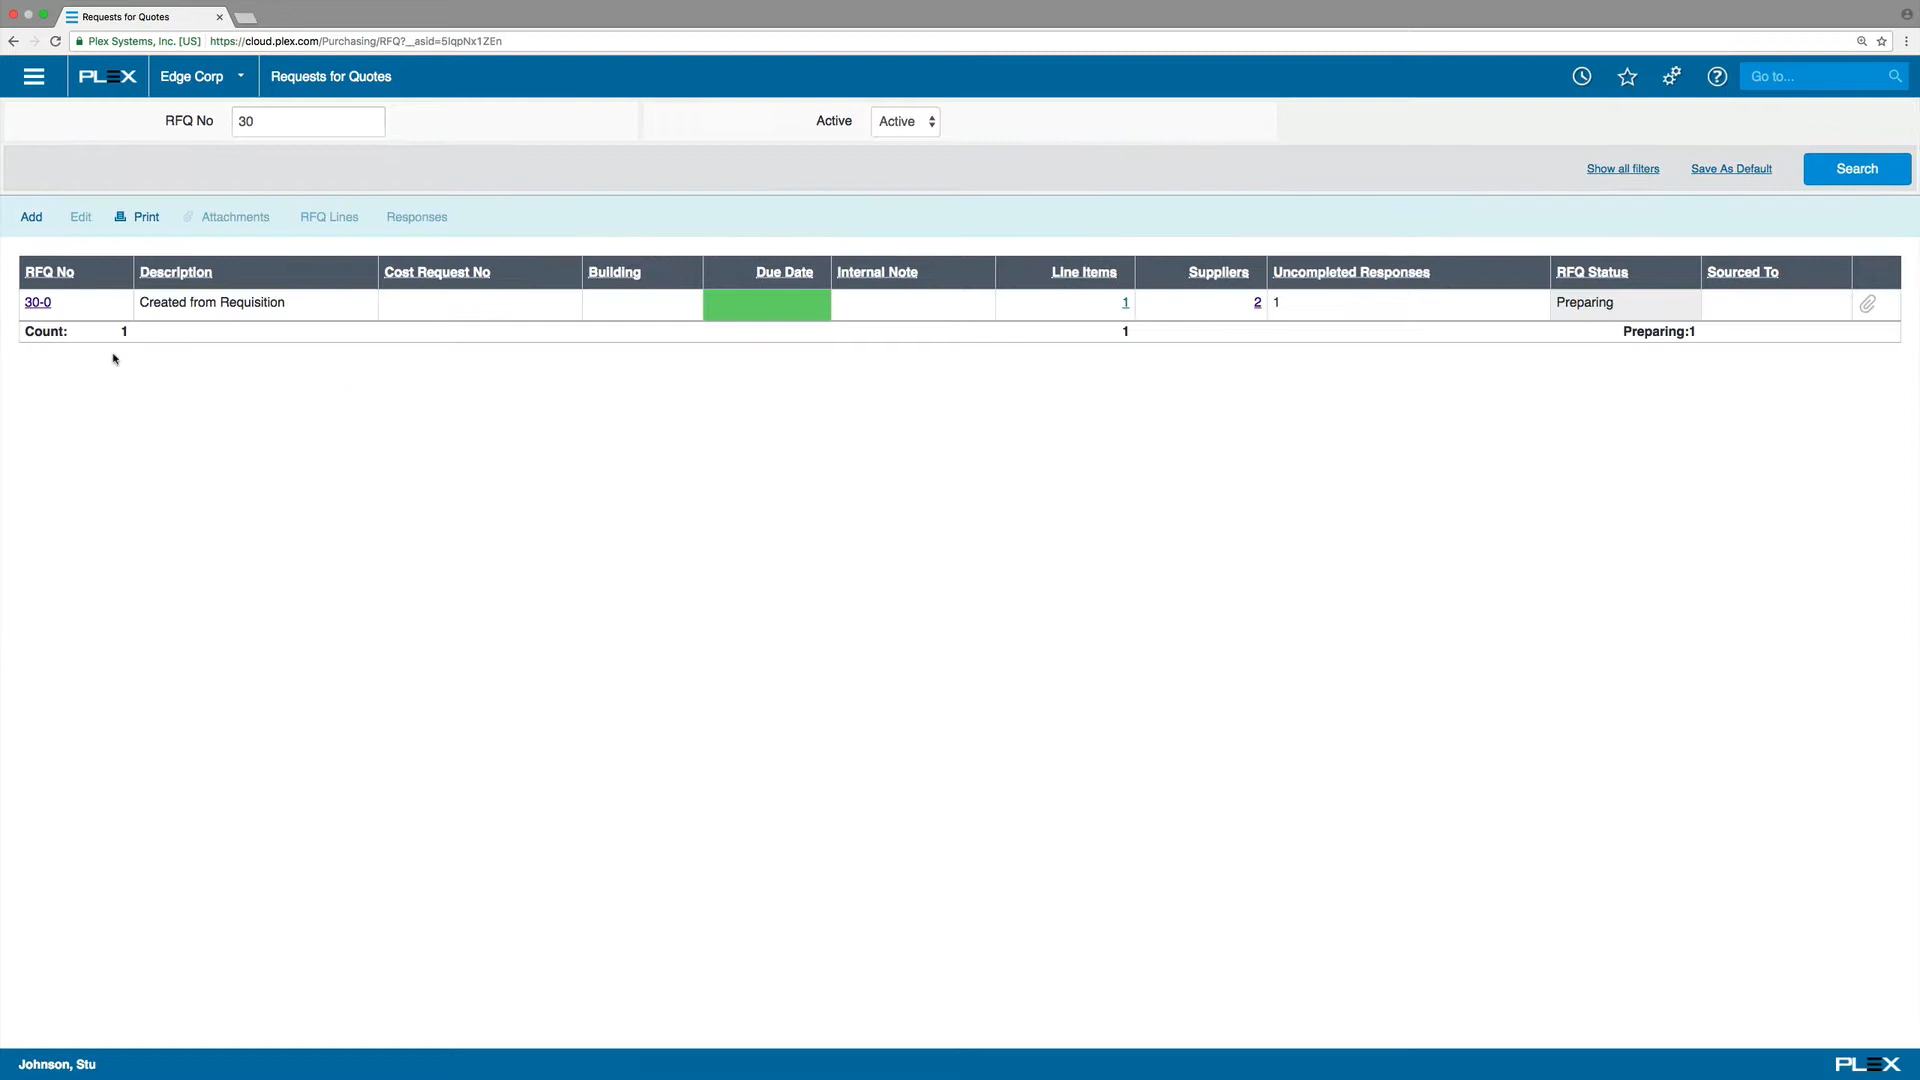 Requests for Quotes
Plex Systems, Inc. [US] https://cloud.plex.com/Purchasing/RFQ?__asid=5IqpNx1ZEn
PLEX Edge Corp Requests for Quotes Go to...
RFQ No 30 Active Active
Show all filters Save As Default Search
Add Edit Print Attachments RFQ Lines Responses
RFQ No Description Cost Request No Building Due Date Internal Note Line Items Suppliers Uncompleted Responses RFQ Status Sourced To
30-0 Created from Requisition 1 2 1 Preparing
Count: 1 1 Preparing:1
Johnson, Stu PLEX